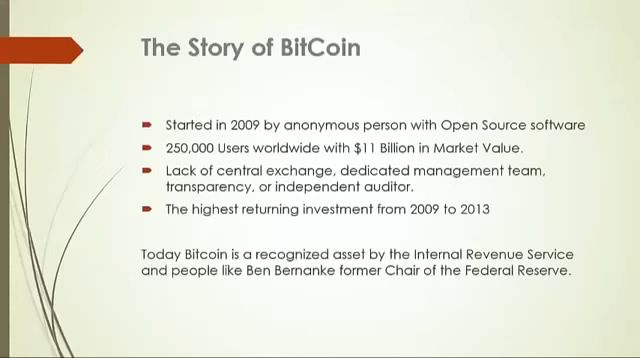 The Story of BitCoin
Started in 2009 by anonymous person with Open Source software
250,000 Users worldwide with $11 Billion in Market Value.
Lack of central exchange, dedicated management team,
transparency, or independent auditor.
The highest returning investment from 2009 to 2013
Today Bitcoin is a recognized asset by the Internal Revenue Service
and people like Ben Bernanke former Chair of the Federal Reserve.